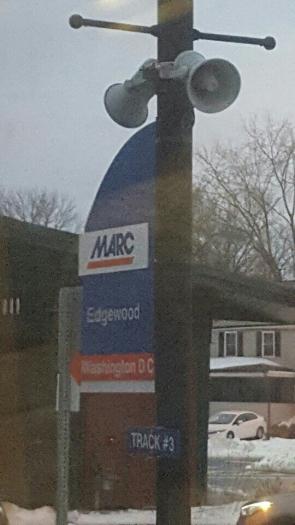 MARC
Edgewood
Washington D C
TRACK #3